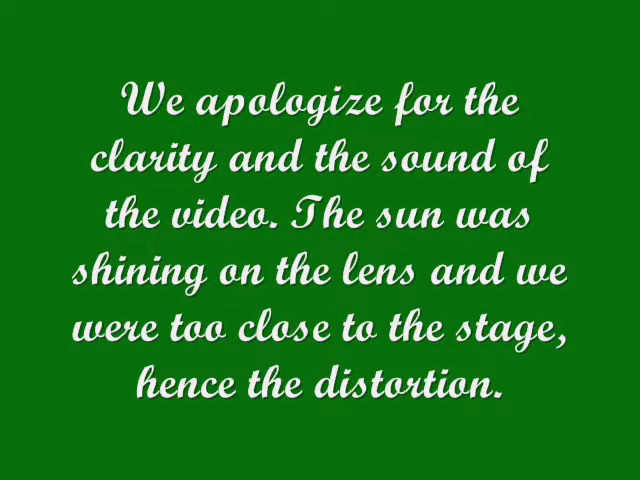 We apologize for the
clarity and the sound of
the video. The sun was
shining on the lens and we
were too close to the stage,
hence the distortion.